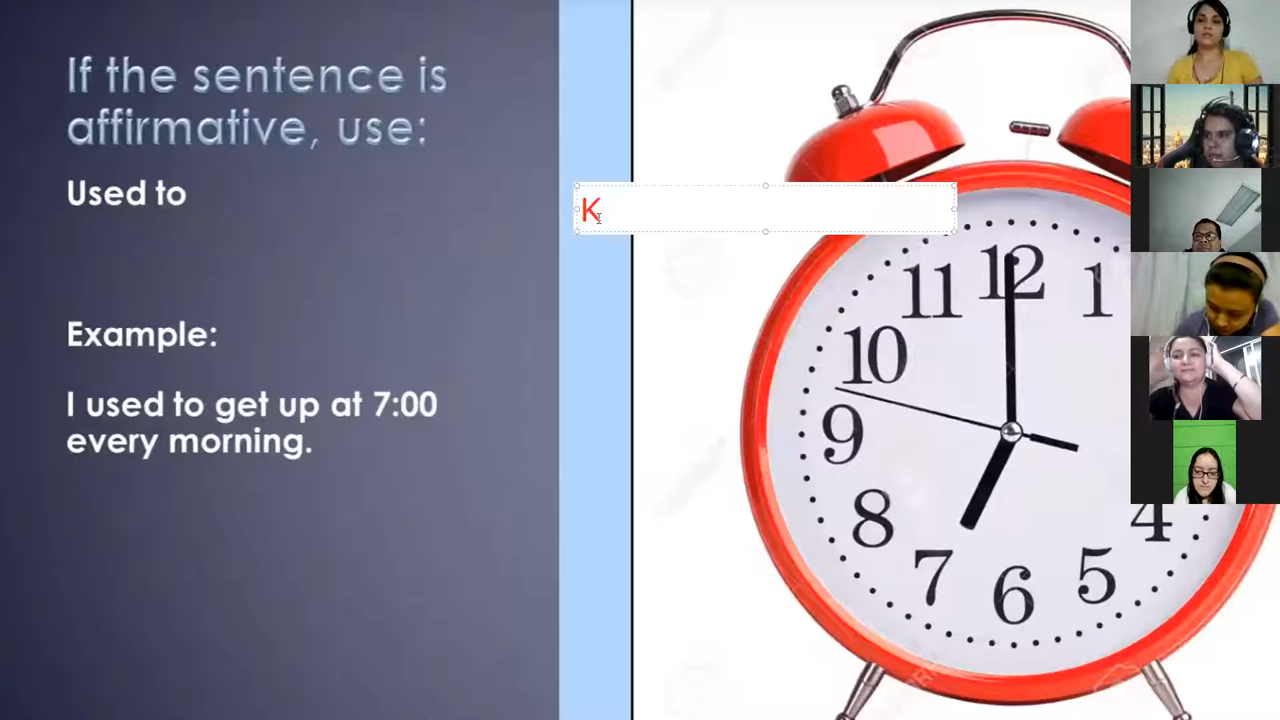 If the sentence is
affirmative, use:
Used to
K
Example:
I used to get up at 7:00
every morning.
12
11
1
10
9
8
4
7
5
6